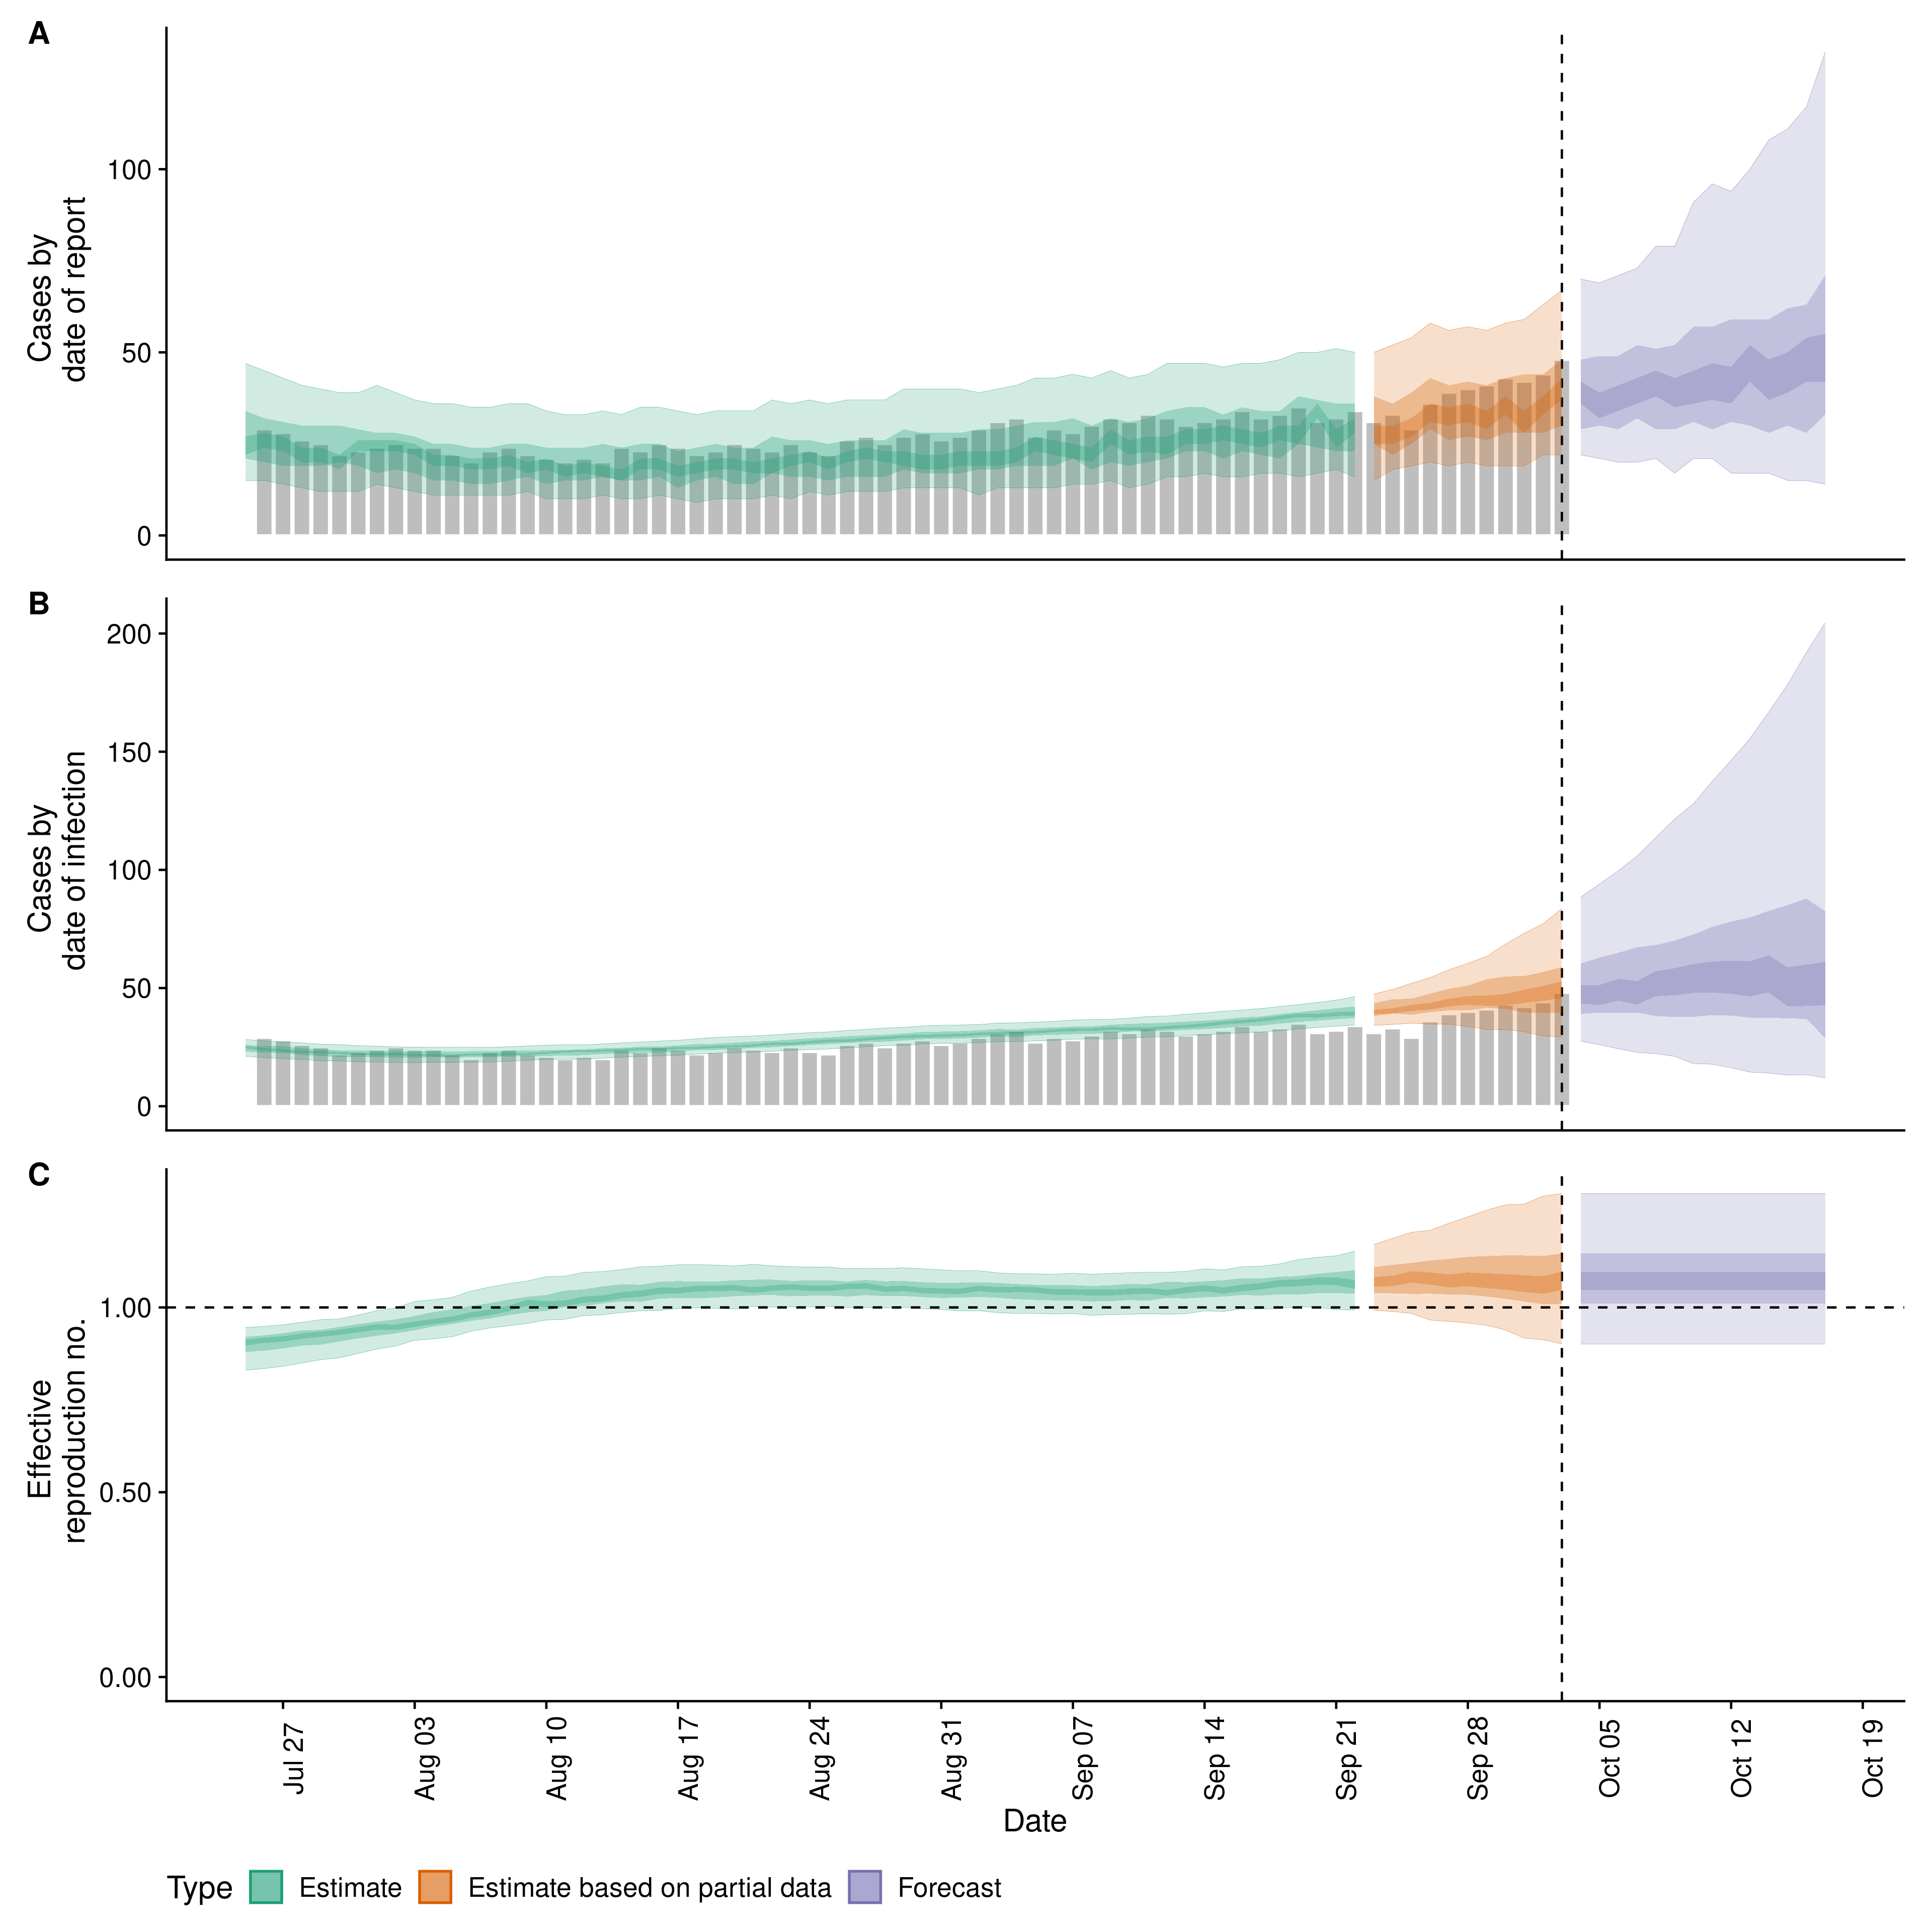 A
Cases by
date of report
100
50
0
B
Cases by
date of infection
200
150
100
50
0
C
Effective
reproduction no.
1.00
0.50
0.00
Jul 27
Aug 03
Aug 10
Aug 17
Aug 24
Aug 31
Sep 07
Sep 14
Sep 21
Sep 28
Oct 05
Oct 12
Oct 19
Date
Type Estimate Estimate based on partial data Forecast